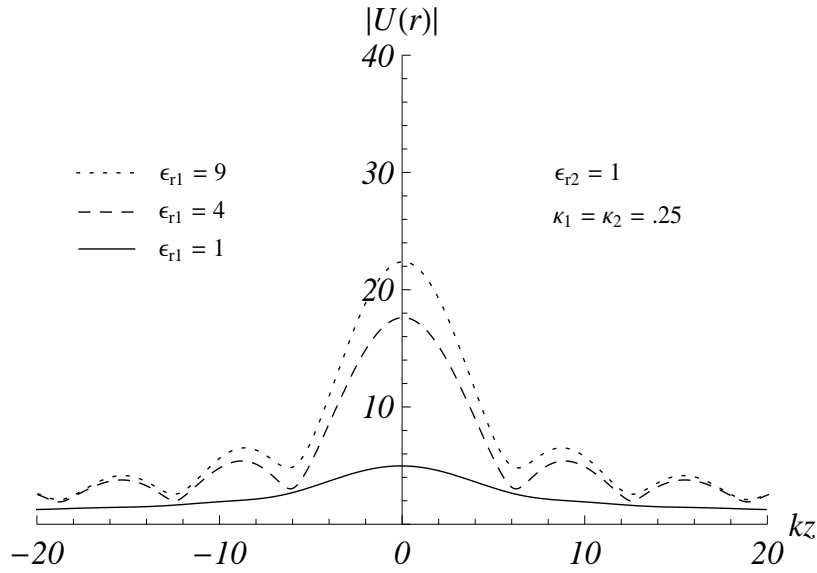 |U(r)|
40
30
20
10
ϵr1 = 9
ϵr1 = 4
ϵr1 = 1
ϵr2 = 1
κ1 = κ2 = .25
−20 −10 0 10 20 kz